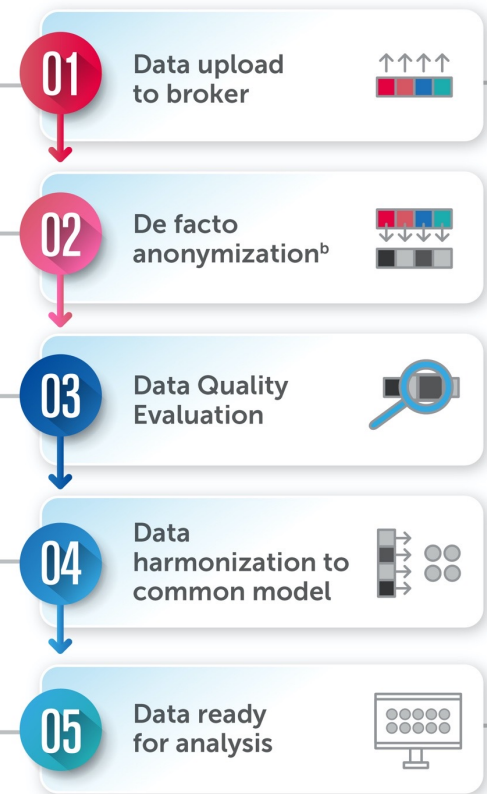 01
Data upload
to broker
02
De facto
anonymizationᵇ
03
Data Quality
Evaluation
04
Data
harmonization to
common model
05
Data ready
for analysis